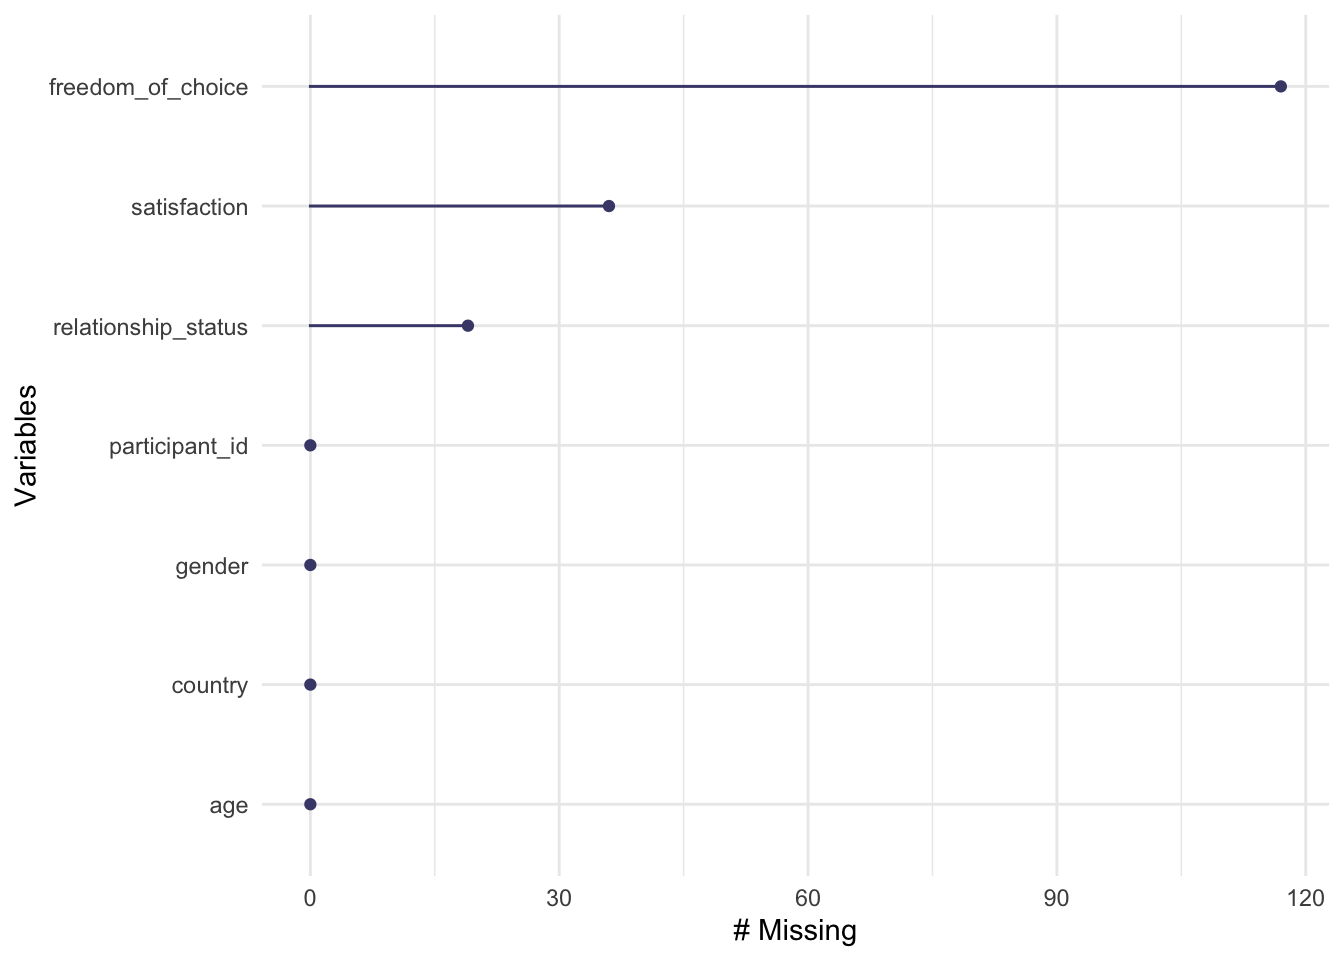 freedom_of_choice
satisfaction
relationship_status
participant_id
gender
country
age
Variables
0 30 60 90 120
# Missing